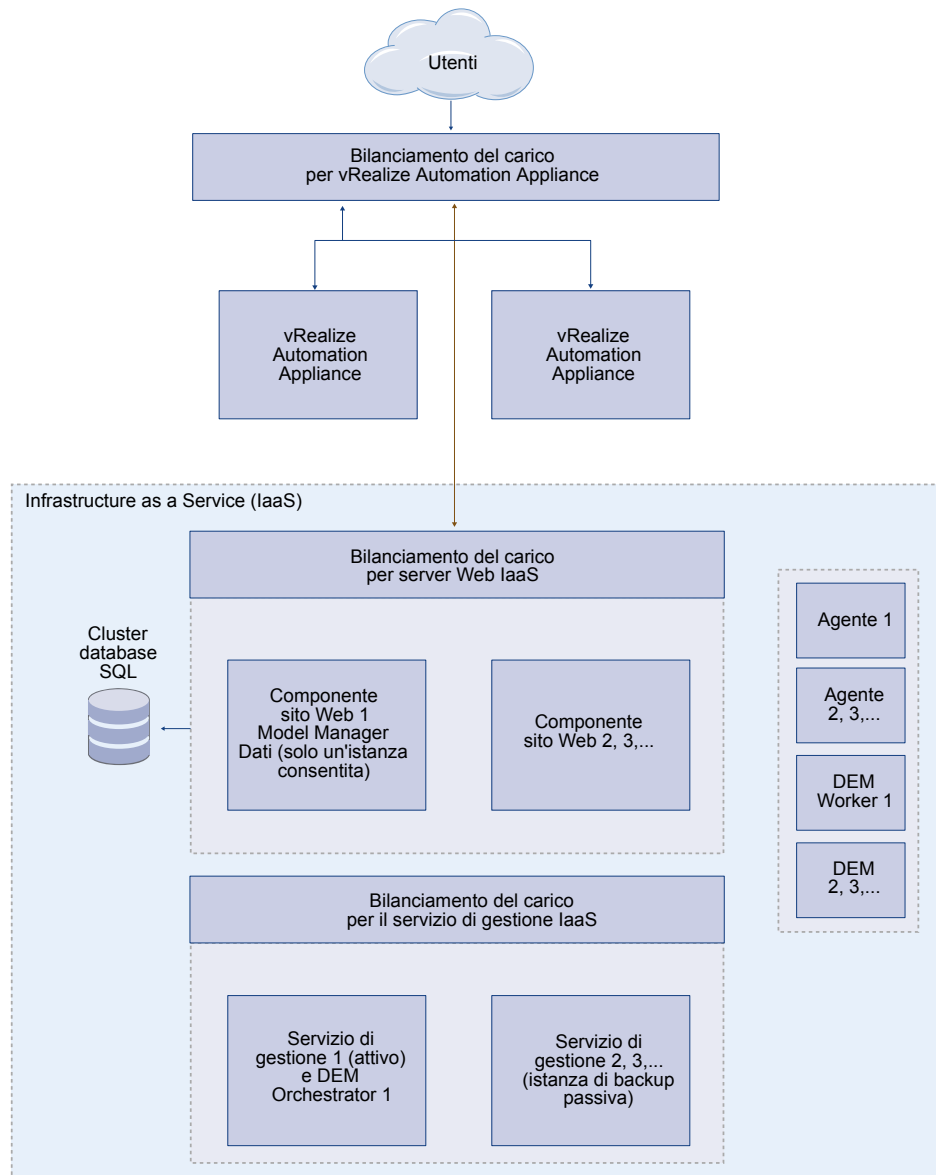 Utenti
Bilanciamento del carico
per vRealize Automation Appliance
vRealize
Automation
Appliance
vRealize
Automation
Appliance
Infrastructure as a Service (IaaS)
Bilanciamento del carico
per server Web IaaS
Cluster
database
SQL
Componente
sito Web 1
Model Manager
Dati (solo un'istanza
consentita)
Componente
sito Web 2, 3,...
Agente 1
Agente
2, 3,...
DEM
Worker 1
DEM
2, 3,...
Bilanciamento del carico
per il servizio di gestione IaaS
Servizio di
gestione 1 (attivo)
e DEM
Orchestrator 1
Servizio di
gestione 2, 3,...
(istanza di backup
passiva)